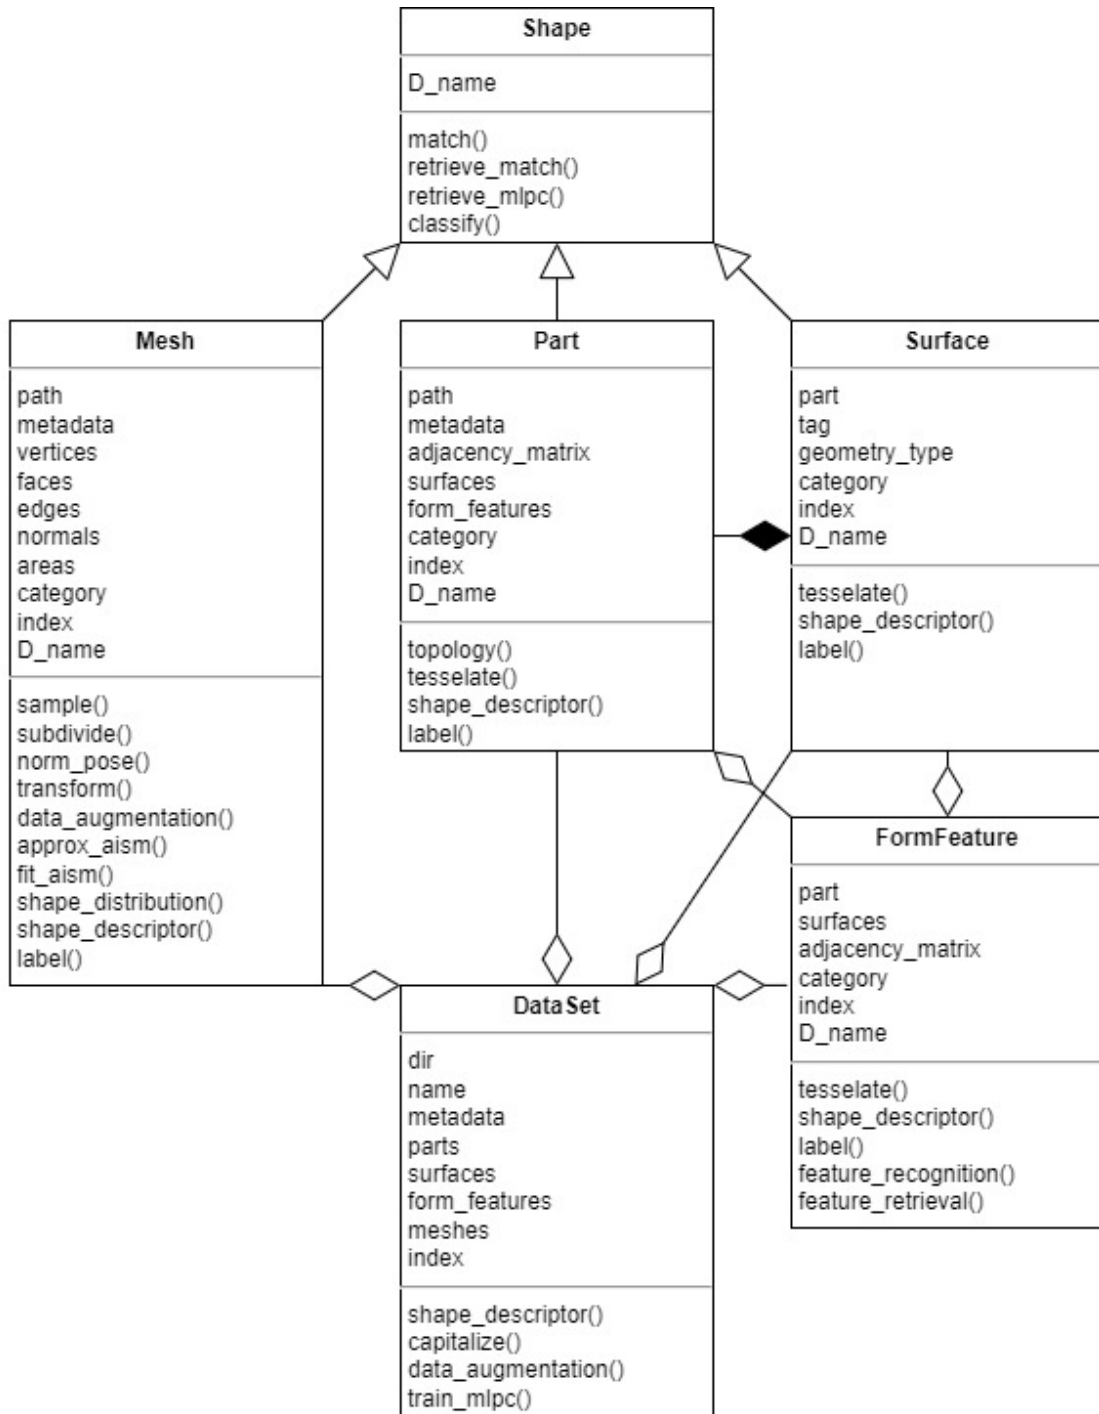 Shape
D_name
match()
retrieve_match()
retrieve_mlpc()
classify()
Mesh
path
metadata
vertices
faces
edges
normals
areas
category
index
D_name
sample()
subdivide()
norm_pose()
transform()
data_augmentation()
approx_aism()
fit_aism()
shape_distribution()
shape_descriptor()
label()
Part
path
metadata
adjacency_matrix
surfaces
form_features
category
index
D_name
topology()
tesselate()
shape_descriptor()
label()
Surface
part
tag
geometry_type
category
index
D_name
tesselate()
shape_descriptor()
label()
FormFeature
part
surfaces
adjacency_matrix
category
index
D_name
tesselate()
shape_descriptor()
label()
feature_recognition()
feature_retrieval()
DataSet
dir
name
metadata
parts
surfaces
form_features
meshes
index
shape_descriptor()
capitalize()
data_augmentation()
train_mlpc()